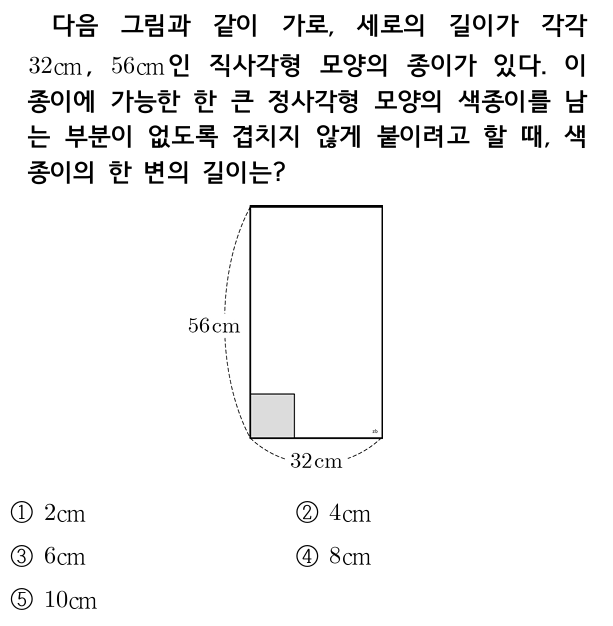 다음 그림과 같이 가로, 세로의 길이가 각각
32cm, 56cm인 직사각형 모양의 종이가 있다. 이
종이에 가능한 한 큰 정사각형 모양의 색종이를 남
는 부분이 없도록 겹치지 않게 붙이려고 할 때, 색
종이의 한 변의 길이는?
56cm
32cm
① 2cm
② 4cm
③ 6cm
④ 8cm
⑤ 10cm